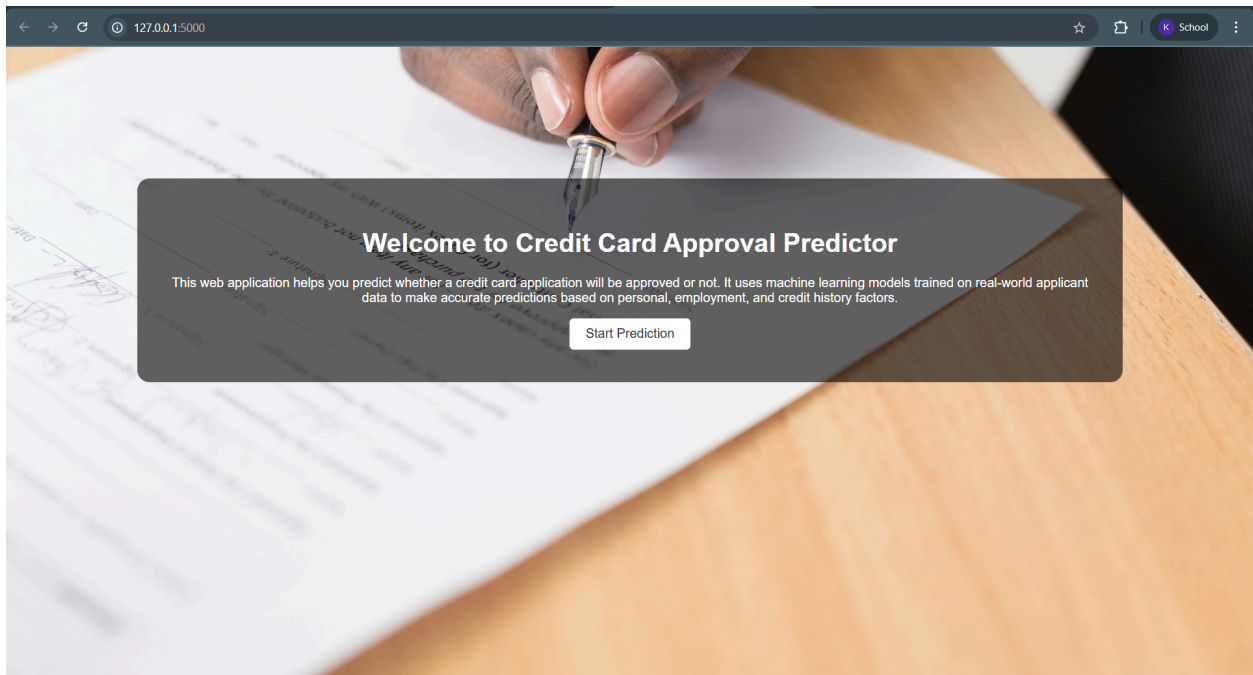 127.0.0.1:5000
K School
Welcome to Credit Card Approval Predictor
This web application helps you predict whether a credit card application will be approved or not. It uses machine learning models trained on real-world applicant
data to make accurate predictions based on personal, employment, and credit history factors.
Start Prediction